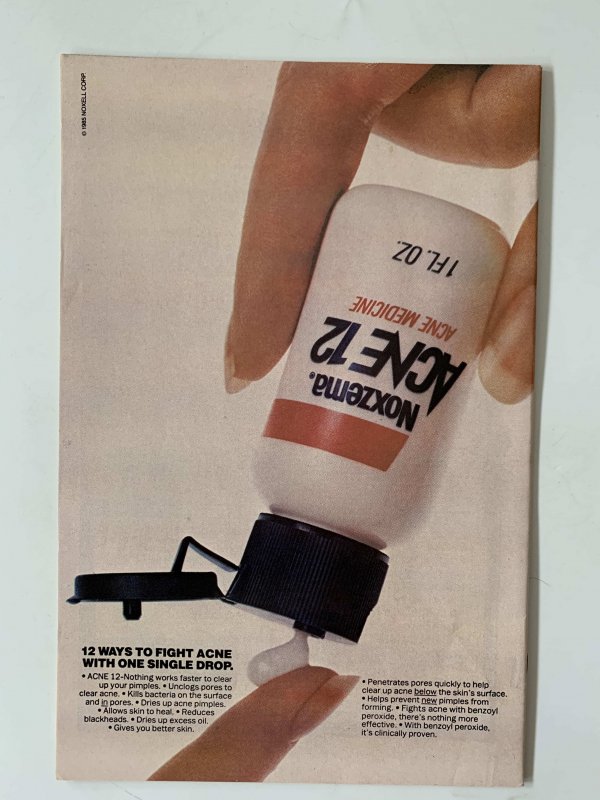 © 1985 NOXELL CORP.
1 FL. OZ.
ACNE MEDICINE
ACNE 12
Noxzema®
12 WAYS TO FIGHT ACNE
WITH ONE SINGLE DROP.
• ACNE 12-Nothing works faster to clear
up your pimples. • Unclogs pores to
clear acne. • Kills bacteria on the surface
and in pores. • Dries up acne pimples.
• Allows skin to heal. • Reduces
blackheads. • Dries up excess oil.
• Gives you better skin.
• Penetrates pores quickly to help
clear up acne below the skin's surface.
• Helps prevent new pimples from
forming. • Fights acne with benzoyl
peroxide, there's nothing more
effective. • With benzoyl peroxide,
it's clinically proven.